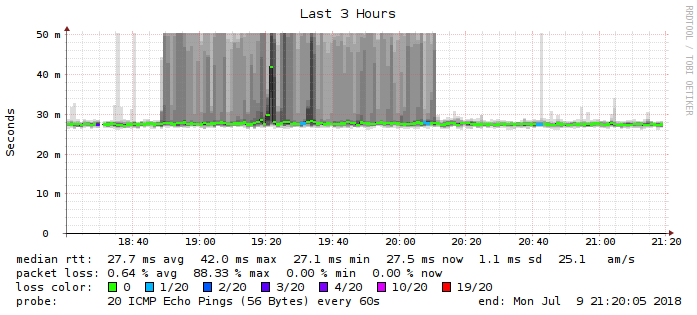 Last 3 Hours
RRDTOOL / TOBI OETIKER
Seconds
50 m
40 m
30 m
20 m
10 m
0
18:40 19:00 19:20 19:40 20:00 20:20 20:40 21:00 21:20
median rtt: 27.7 ms avg 42.0 ms max 27.1 ms min 27.5 ms now 1.1 ms sd 25.1 am/s
packet loss: 0.64 % avg 88.33 % max 0.00 % min 0.00 % now
loss color: 0 1/20 2/20 3/20 4/20 10/20 19/20
probe: 20 ICMP Echo Pings (56 Bytes) every 60s end: Mon Jul 9 21:20:05 2018